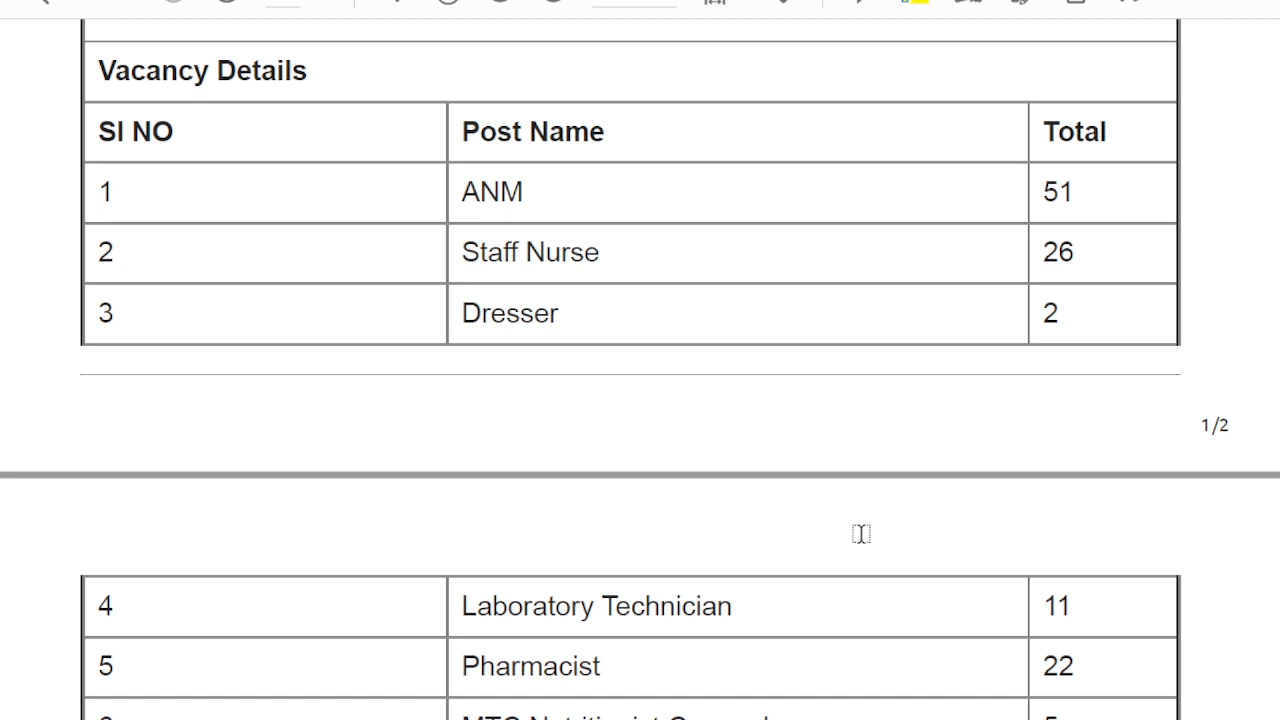 Vacancy Details
SI NO Post Name Total
1 ANM 51
2 Staff Nurse 26
3 Dresser 2
1/2
4 Laboratory Technician 11
5 Pharmacist 22